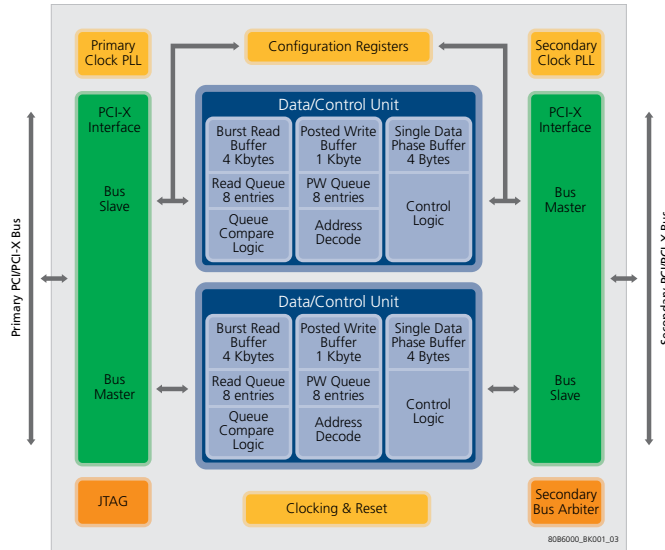 Primary
Clock PLL
Configuration Registers
Secondary
Clock PLL
PCI-X
Interface
Bus
Slave
Bus
Master
Data/Control Unit
Burst Read
Buffer
4 Kbytes
Read Queue
8 entries
Queue
Compare
Logic
Posted Write
Buffer
1 Kbyte
PW Queue
8 entries
Address
Decode
Single Data
Phase Buffer
4 Bytes
Control
Logic
Data/Control Unit
Burst Read
Buffer
4 Kbytes
Read Queue
8 entries
Queue
Compare
Logic
Posted Write
Buffer
1 Kbyte
PW Queue
8 entries
Address
Decode
Single Data
Phase Buffer
4 Bytes
Control
Logic
PCI-X
Interface
Bus
Master
Bus
Slave
Primary PCI/PCI-X Bus
Secondary PCI/PCI-X Bus
JTAG
Clocking & Reset
Secondary
Bus Arbiter
80B6000_BK001_03